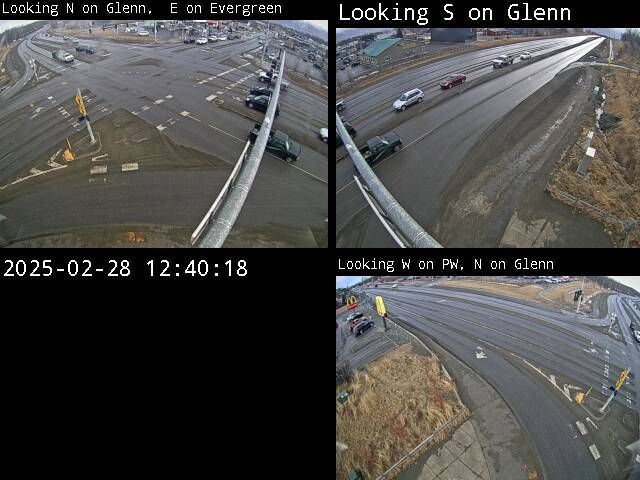 Looking N on Glenn,  E on Evergreen
Looking S on Glenn
2025-02-28 12:40:18
Looking W on PW, N on Glenn